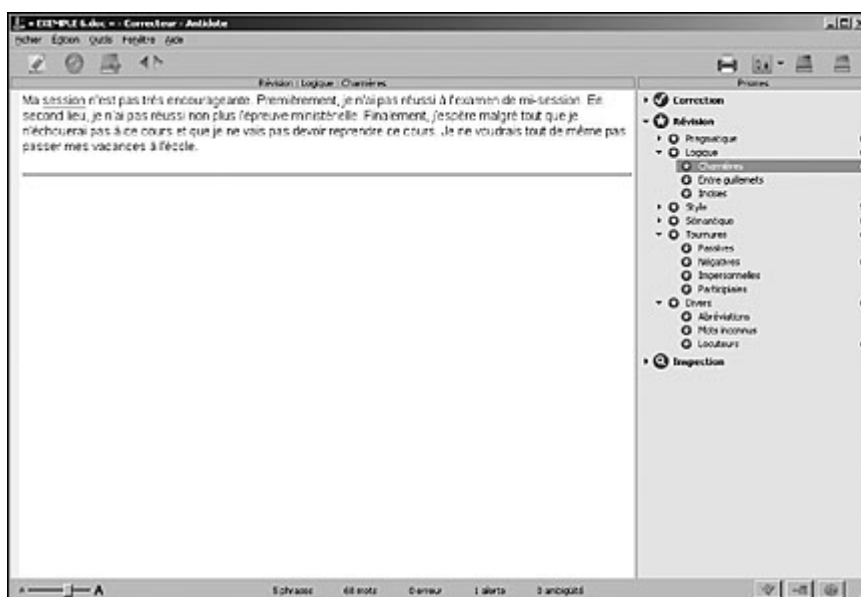 « EXEMPLE 6.doc » - Correcteur - Antidote
Fichier Édition Outils Fenêtre Aide
Révision | Logique | Charnières
Prismes
Ma session n'est pas très encourageante. Premièrement, je n'ai pas réussi à l'examen de mi-session. En
second lieu, je n'ai pas réussi non plus l'épreuve ministérielle. Finalement, j'espère malgré tout que je
n'échouerai pas à ce cours et que je ne vais pas devoir reprendre ce cours. Je ne voudrais tout de même pas
passer mes vacances à l'école.
Correction
Révision
Pragmatique
Logique
Charnières
Entre guillemets
Incises
Style
Sémantique
Tournures
Passives
Négatives
Impersonnelles
Participiales
Divers
Abréviations
Mots inconnus
Locuteurs
Inspection
A A
5 phrases 68 mots 0 erreur 1 alerte 0 ambiguïté